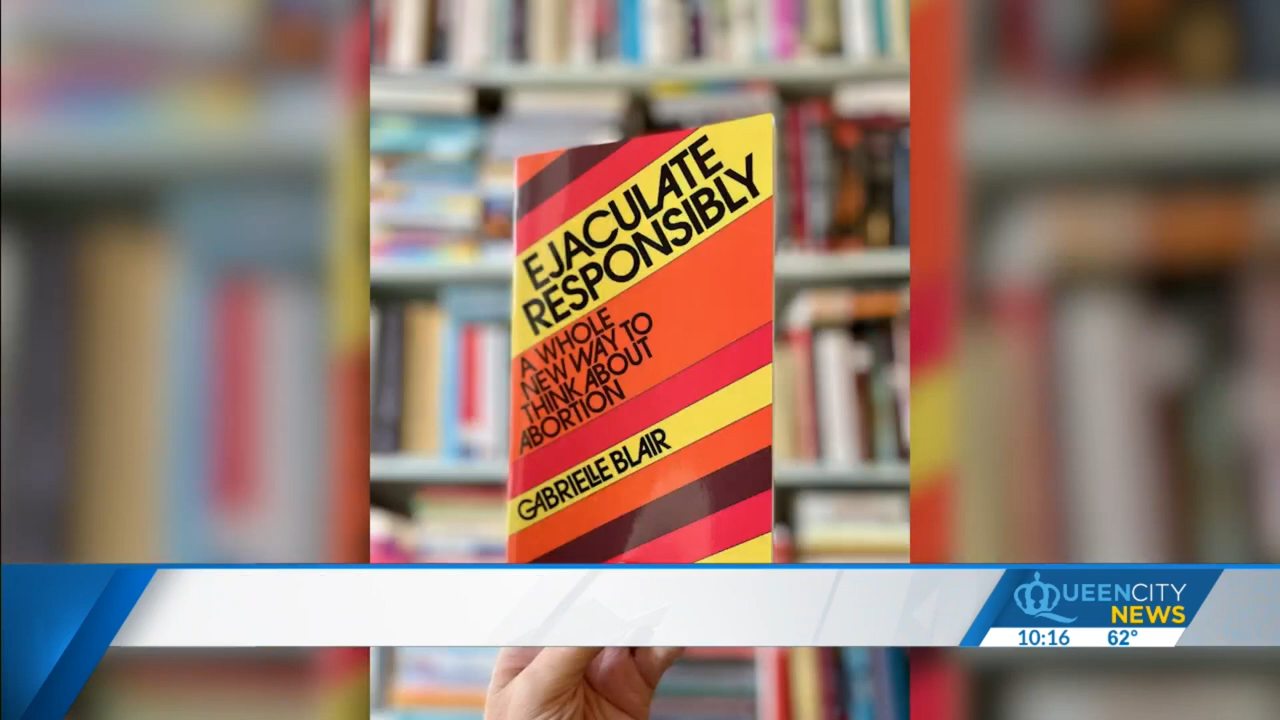 EJACULATE
RESPONSIBLY
A WHOLE
NEW WAY TO
THINK ABOUT
ABORTION
GABRIELLE BLAIR
QUEENCITY
NEWS
10:16 62°